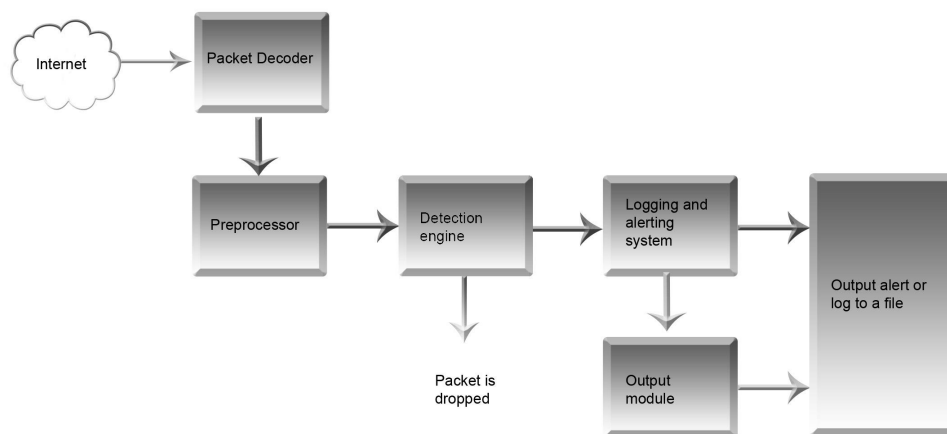 Internet
Packet Decoder
Preprocessor
Detection
engine
Logging and
alerting
system
Output alert or
log to a file
Packet is
dropped
Output
module